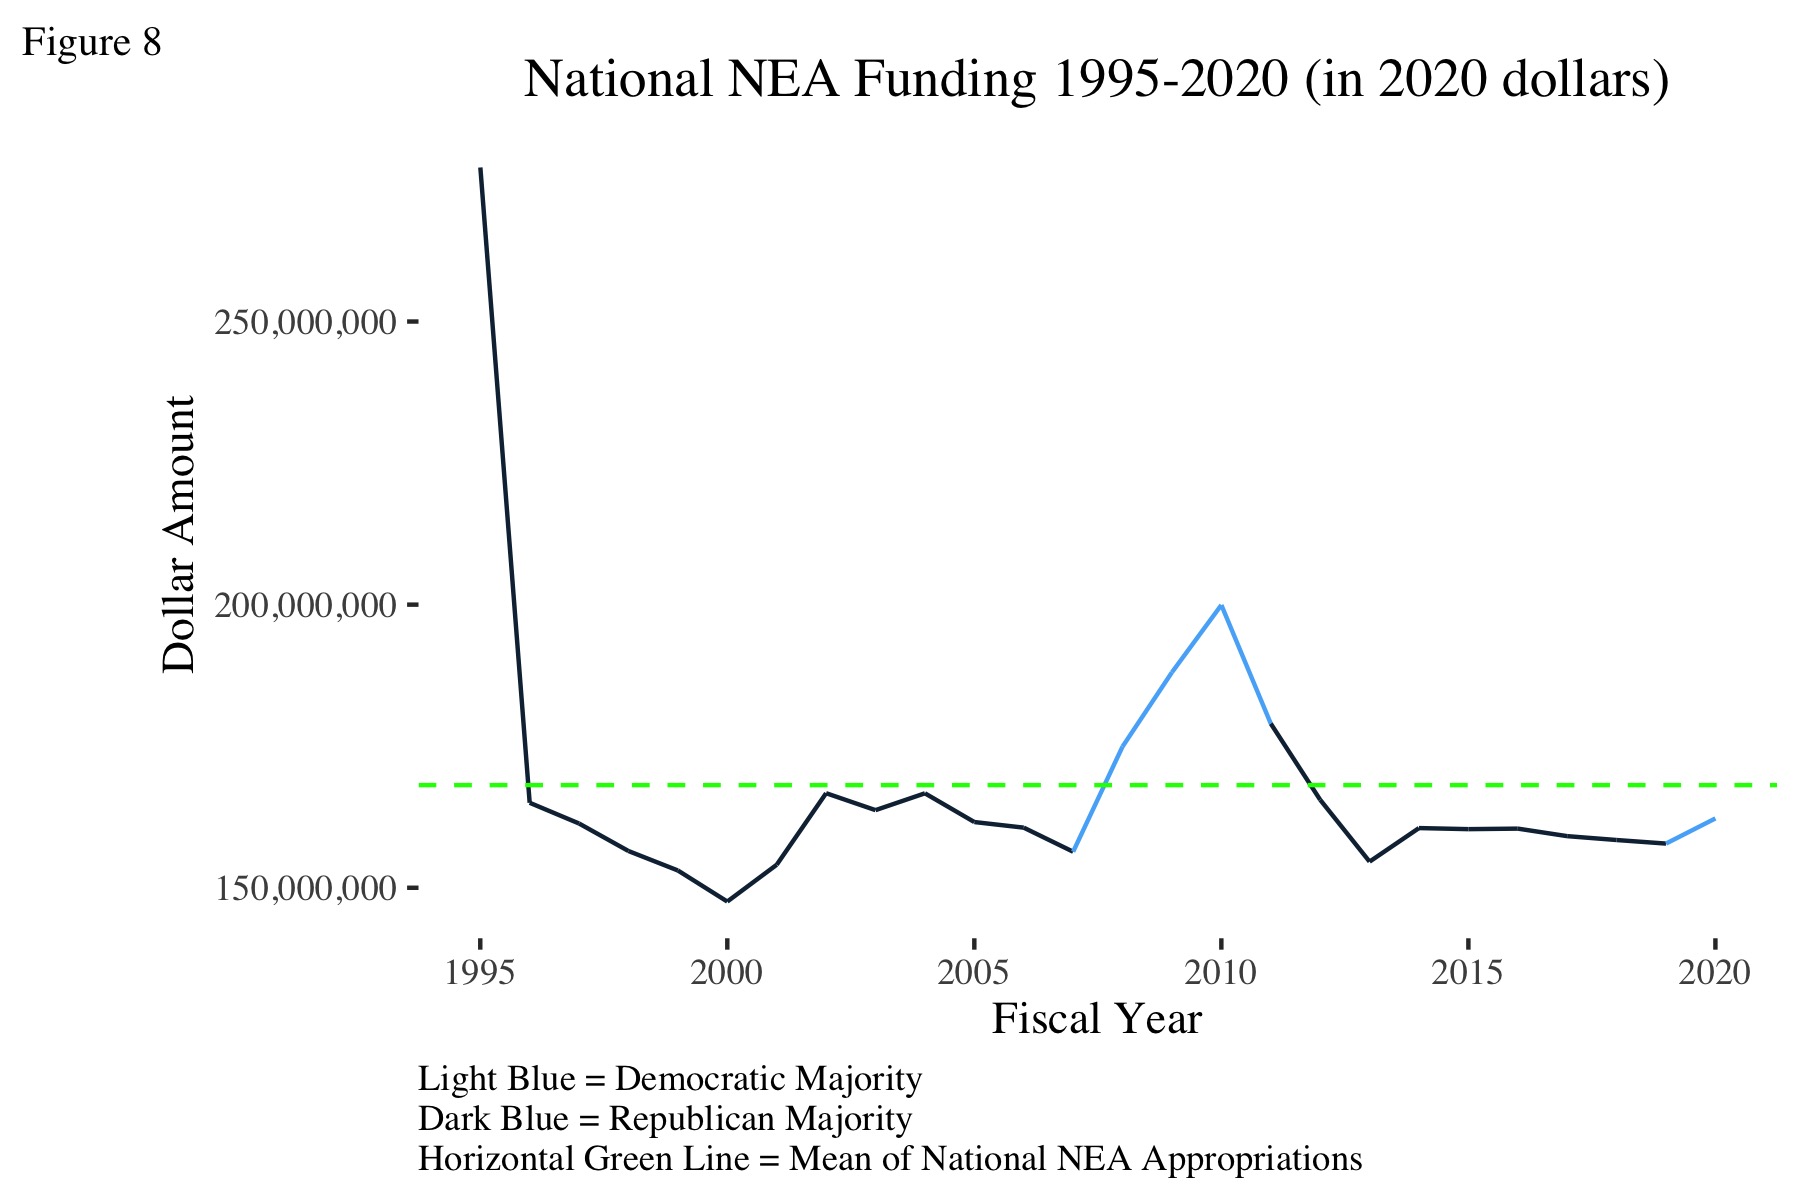 Figure 8
National NEA Funding 1995-2020 (in 2020 dollars)
250,000,000
200,000,000
150,000,000
Dollar Amount
1995 2000 2005 2010 2015 2020
Fiscal Year
Light Blue = Democratic Majority
Dark Blue = Republican Majority
Horizontal Green Line = Mean of National NEA Appropriations